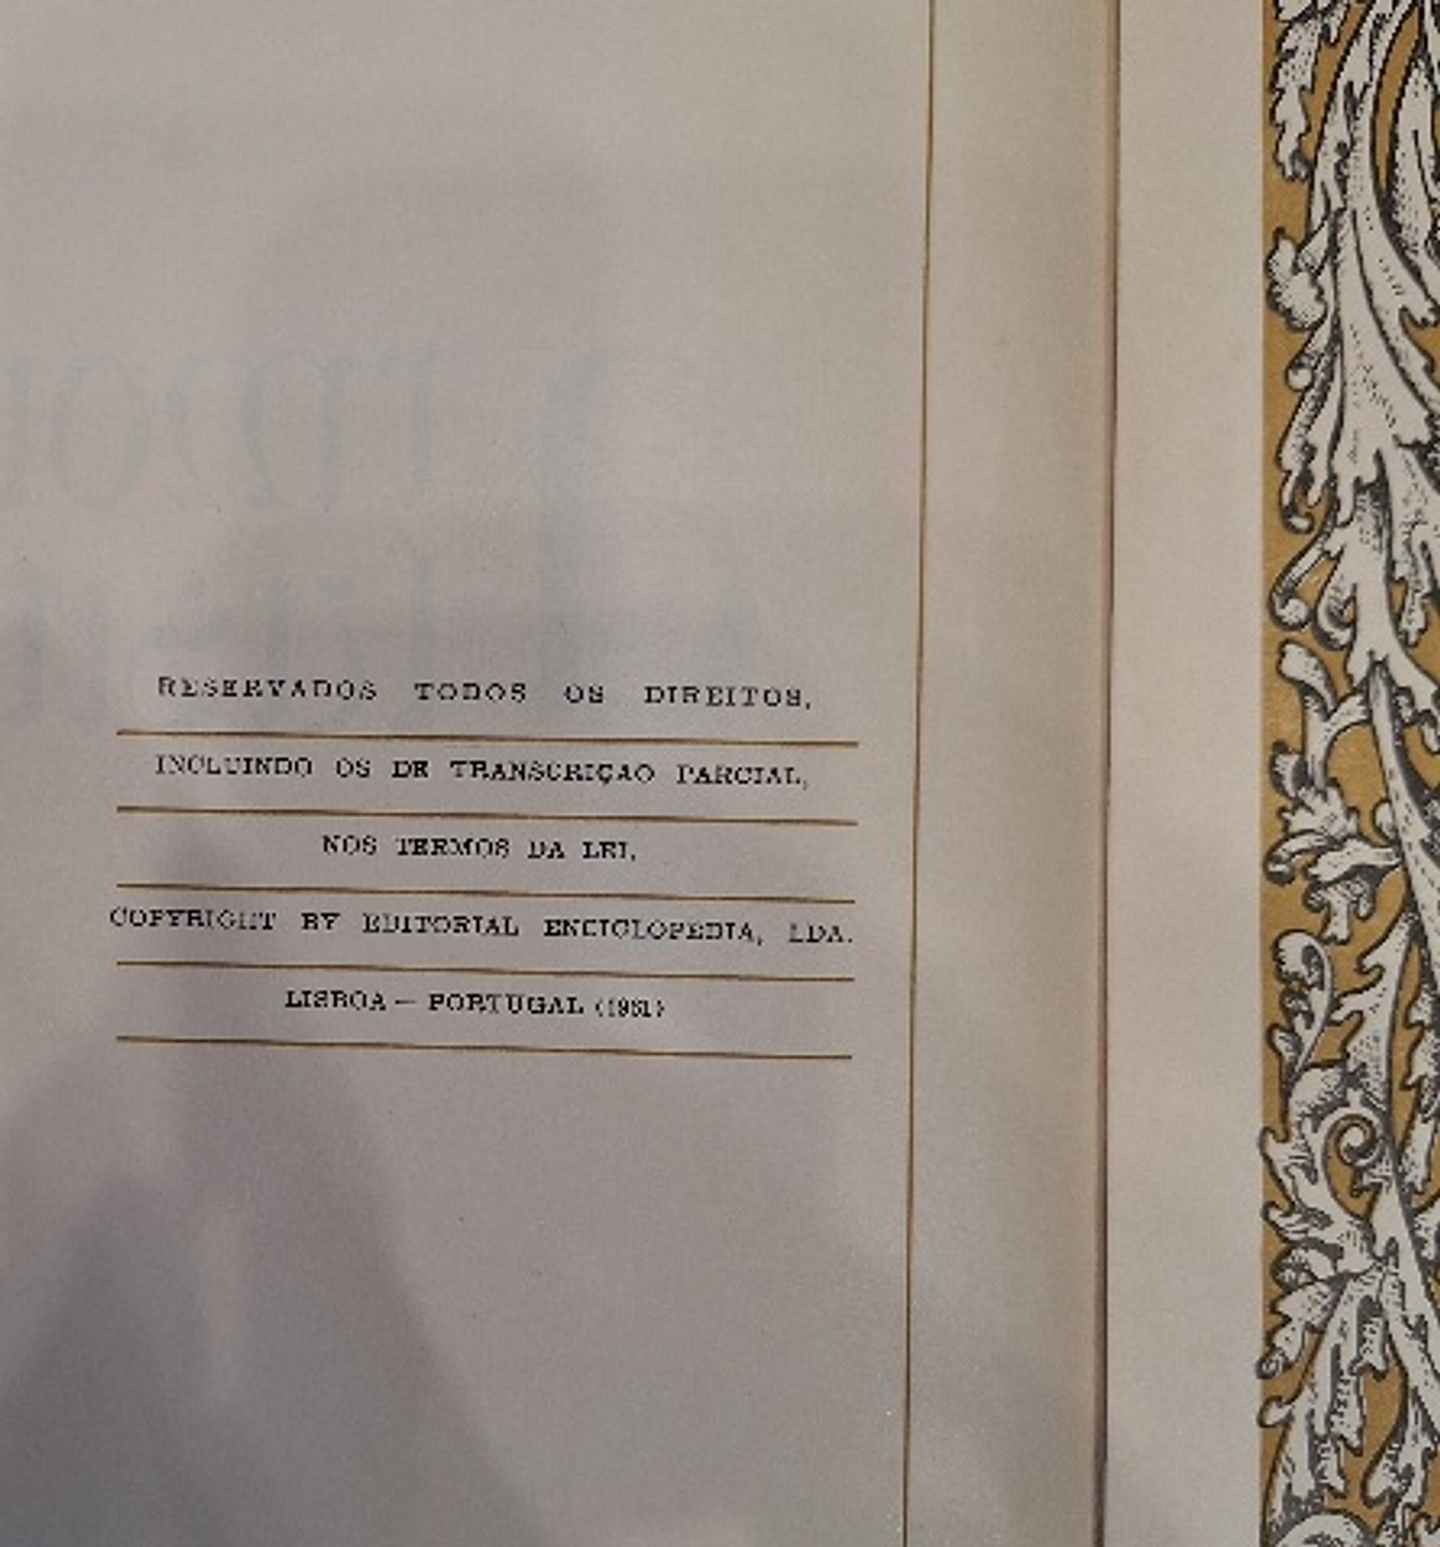 RESERVADOS TODOS OS DIREITOS,
INCLUINDO OS DE TRANSCRIÇAO PARCIAL,
NOS TERMOS DA LEI.
COPYRIGHT BY EDITORIAL ENCICLOPEDIA, LDA.
LISBOA — PORTUGAL (1961)